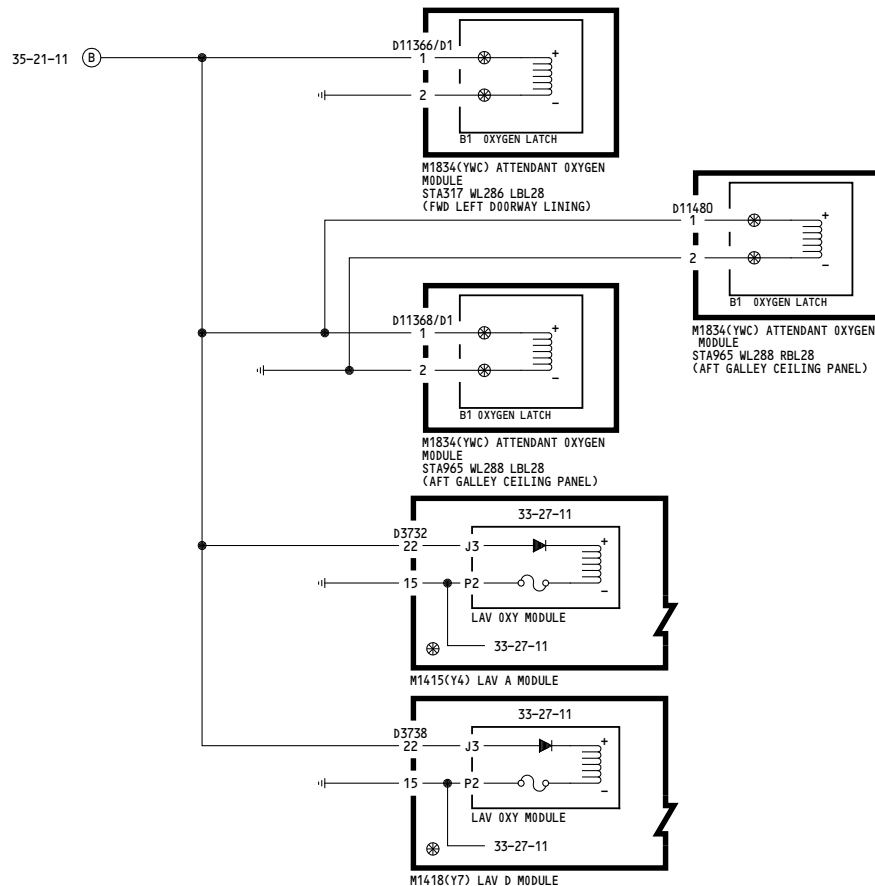 35-21-11 B
D11366/D1
1
2
+
-
B1 OXYGEN LATCH
M1834(YWC) ATTENDANT OXYGEN
MODULE
STA317 WL286 LBL28
(FWD LEFT DOORWAY LINING)
D11480
1
2
+
-
B1 OXYGEN LATCH
M1834(YWC) ATTENDANT OXYGEN
MODULE
STA965 WL288 RBL28
(AFT GALLEY CEILING PANEL)
D11368/D1
1
2
+
-
B1 OXYGEN LATCH
M1834(YWC) ATTENDANT OXYGEN
MODULE
STA965 WL288 LBL28
(AFT GALLEY CEILING PANEL)
33-27-11
D3732
22 J3
+
15 P2
-
LAV OXY MODULE
33-27-11
M1415(Y4) LAV A MODULE
33-27-11
D3738
22 J3
+
15 P2
-
LAV OXY MODULE
33-27-11
M1418(Y7) LAV D MODULE